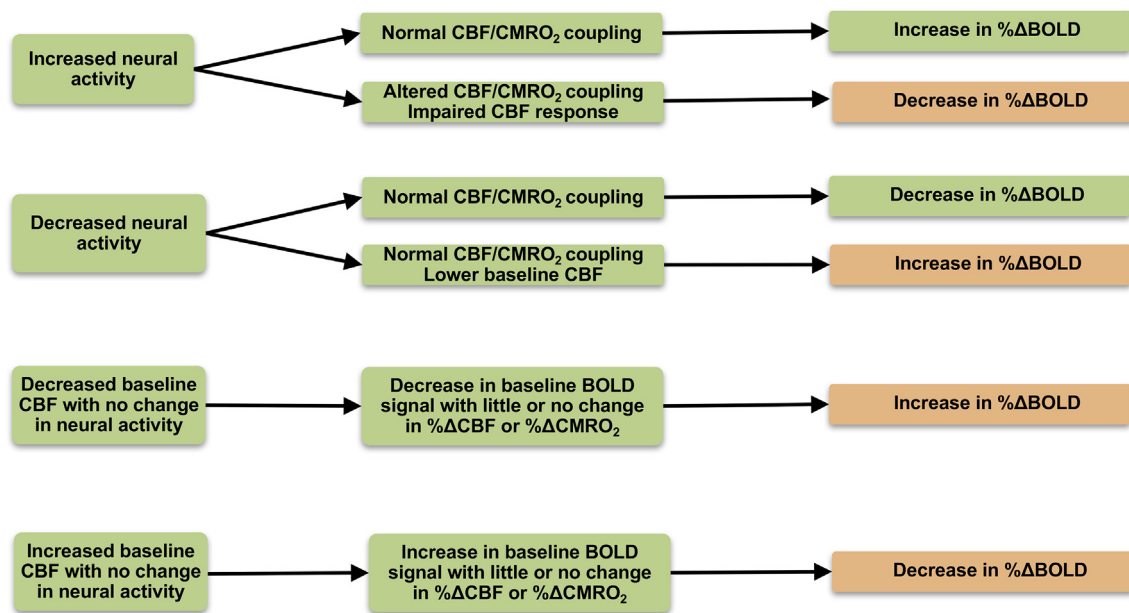 Increased neural
activity
Normal CBF/CMRO₂ coupling
Increase in %ΔBOLD
Altered CBF/CMRO₂ coupling
Impaired CBF response
Decrease in %ΔBOLD
Decreased neural
activity
Normal CBF/CMRO₂ coupling
Decrease in %ΔBOLD
Normal CBF/CMRO₂ coupling
Lower baseline CBF
Increase in %ΔBOLD
Decreased baseline
CBF with no change
in neural activity
Decrease in baseline BOLD
signal with little or no change
in %ΔCBF or %ΔCMRO₂
Increase in %ΔBOLD
Increased baseline
CBF with no change
in neural activity
Increase in baseline BOLD
signal with little or no change
in %ΔCBF or %ΔCMRO₂
Decrease in %ΔBOLD